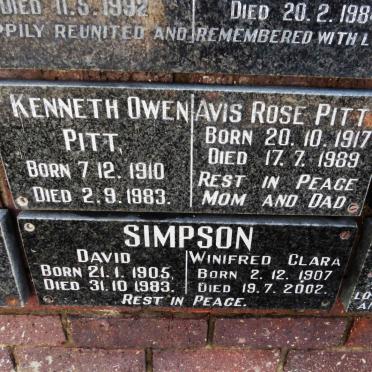 DIED 11.5.1992
DIED 20.2.198
PPILY REUNITED AND REMEMBERED WITH L
KENNETH OWEN PITT,
BORN 7.12.1910
DIED 2.9.1983.
AVIS ROSE PITT
BORN 20.10.1917
DIED 17.7.1989
REST IN PEACE
MOM AND DAD
SIMPSON
DAVID
BORN 21.1.1905,
DIED 31.10.1983.
WINIFRED CLARA
BORN 2.12.1907
DIED 19.7.2002.
REST IN PEACE.